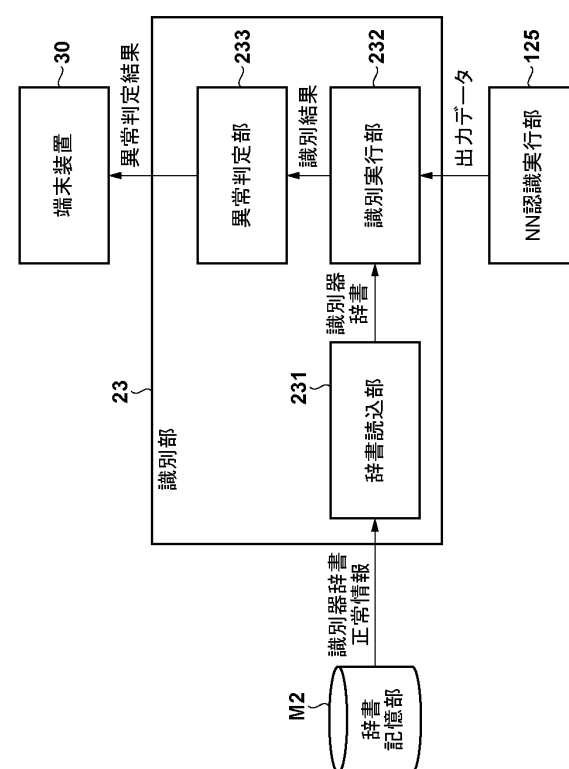 30
端末装置
異常判定結果
233
異常判定部
識別結果
232
識別実行部
出力データ
125
NN認識実行部
23
識別部
識別器
辞書
231
辞書読込部
識別器辞書
正常情報
M2
辞書
記憶部